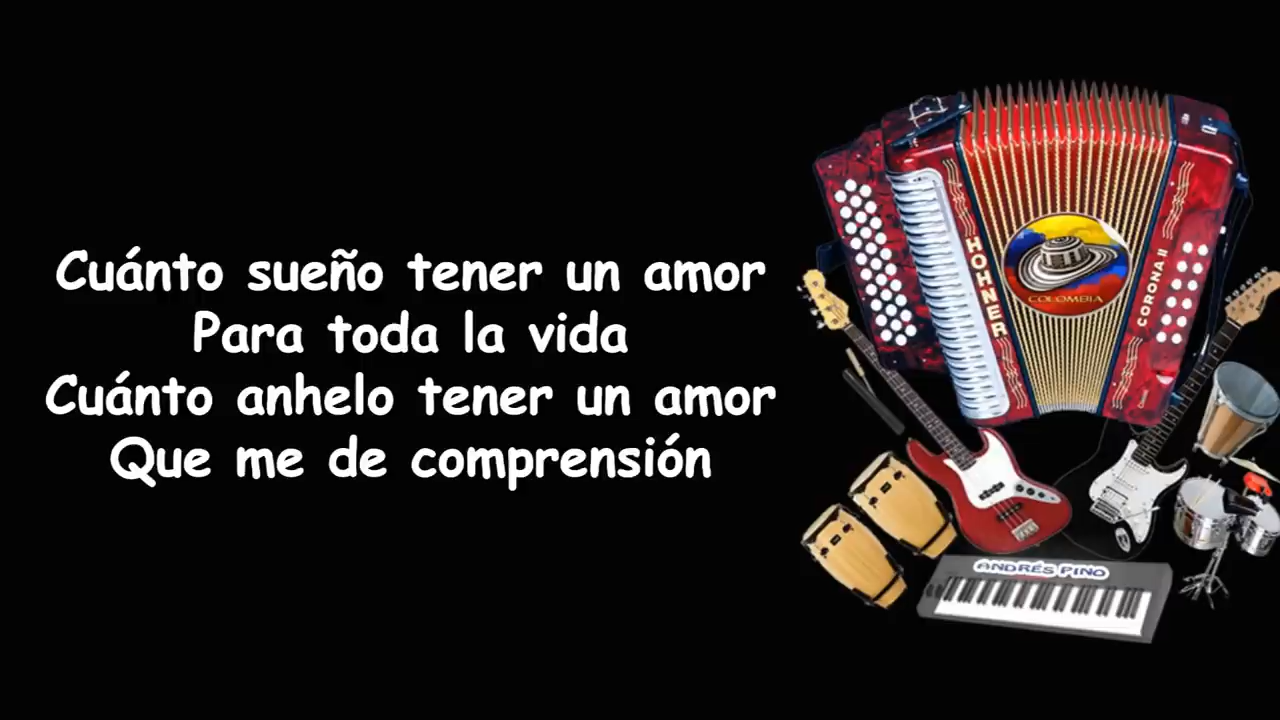 Cuánto sueño tener un amor
Para toda la vida
Cuánto anhelo tener un amor
Que me de comprensión
HOHNER
COLOMBIA
CORONA II
ANDRÉS PINO